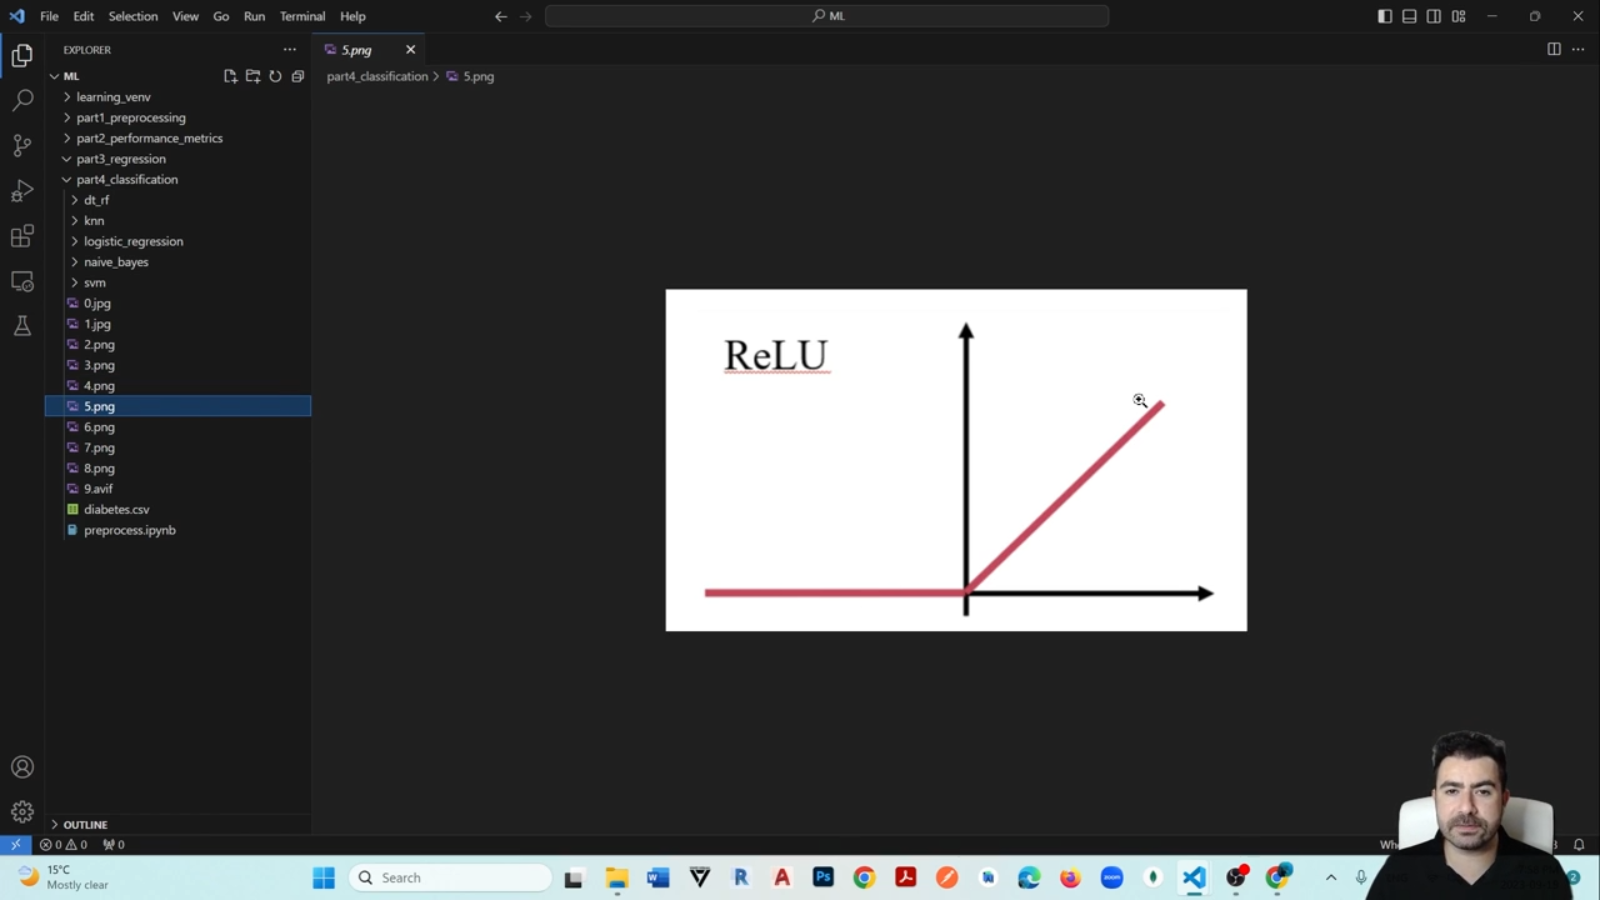 File Edit Selection View Go Run Terminal Help
ML
EXPLORER
5.png
ML
part4_classification > 5.png
learning_venv
part1_preprocessing
part2_performance_metrics
part3_regression
part4_classification
dt_rf
knn
logistic_regression
naive_bayes
svm
0.jpg
1.jpg
2.png
3.png
4.png
5.png
6.png
7.png
8.png
9.avif
diabetes.csv
preprocess.ipynb
ReLU
OUTLINE
0 0 0
15°C
Mostly clear
Search
Ps
zoom
2